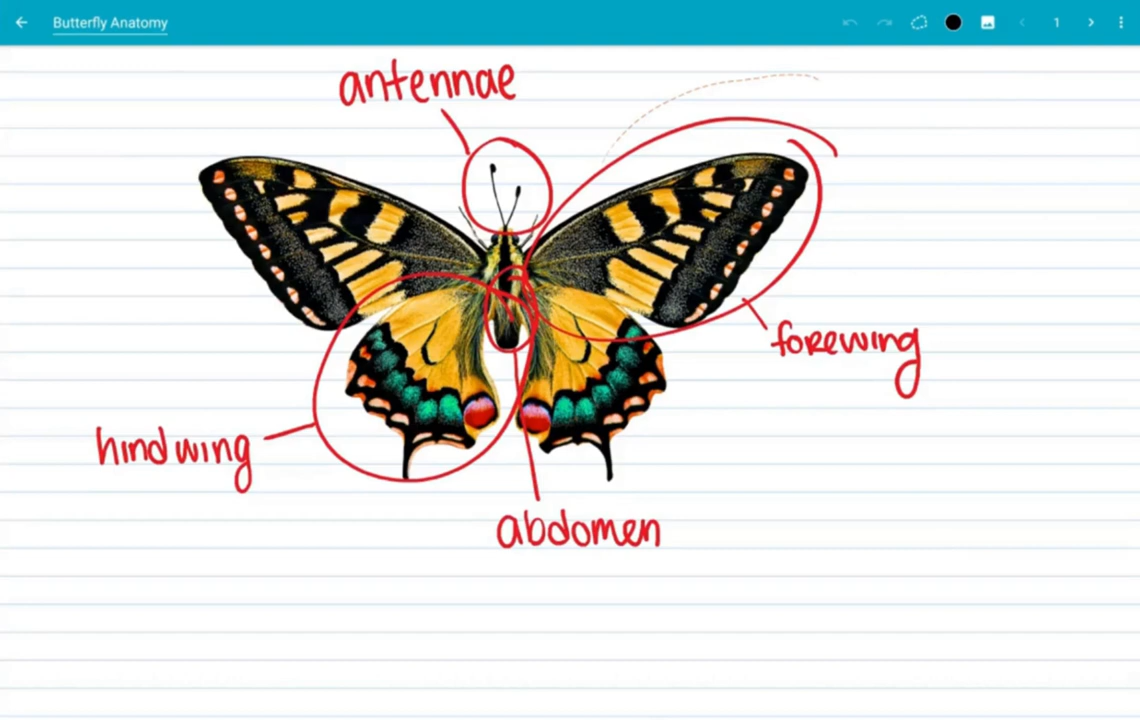 Butterfly Anatomy
1
antennae
forewing
hindwing
abdomen